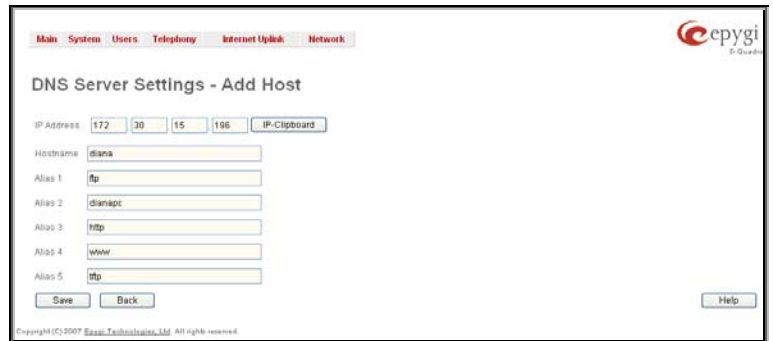 Main System Users Telephony Internet Uplink Network
epygi
DNS Server Settings - Add Host
IP Address 172 . 30 . 15 . 196 IP-Clipboard
Hostname diana
Alias 1 ftp
Alias 2 dianapc
Alias 3 http
Alias 4 www
Alias 5 tftp
Save Back Help
Copyright (C) 2007 Epygi Technologies, Ltd. All rights reserved.